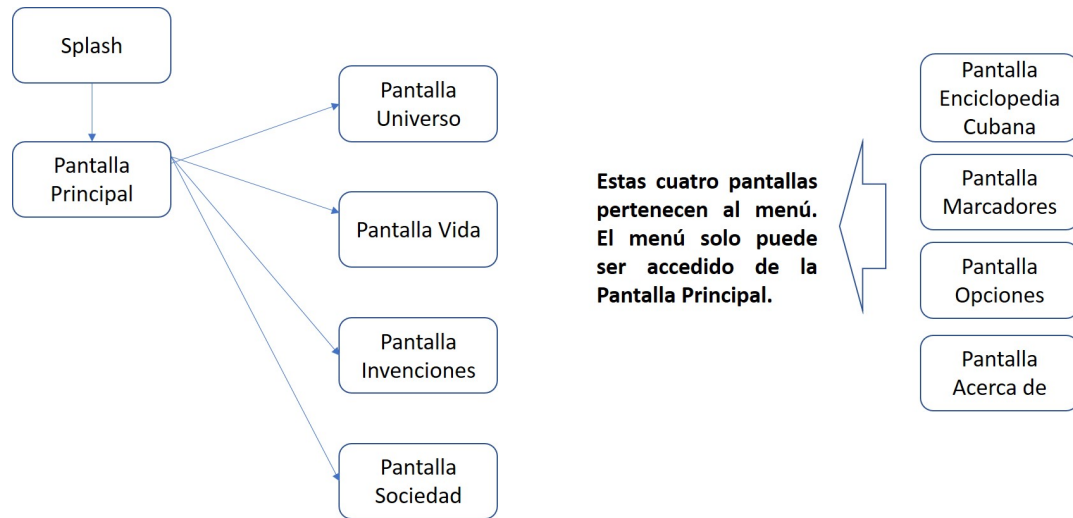 Splash
Pantalla
Principal
Pantalla
Universo
Pantalla Vida
Pantalla
Invenciones
Pantalla
Sociedad
Estas cuatro pantallas
pertenecen al menú.
El menú solo puede
ser accedido de la
Pantalla Principal.
Pantalla
Enciclopedia
Cubana
Pantalla
Marcadores
Pantalla
Opciones
Pantalla
Acerca de